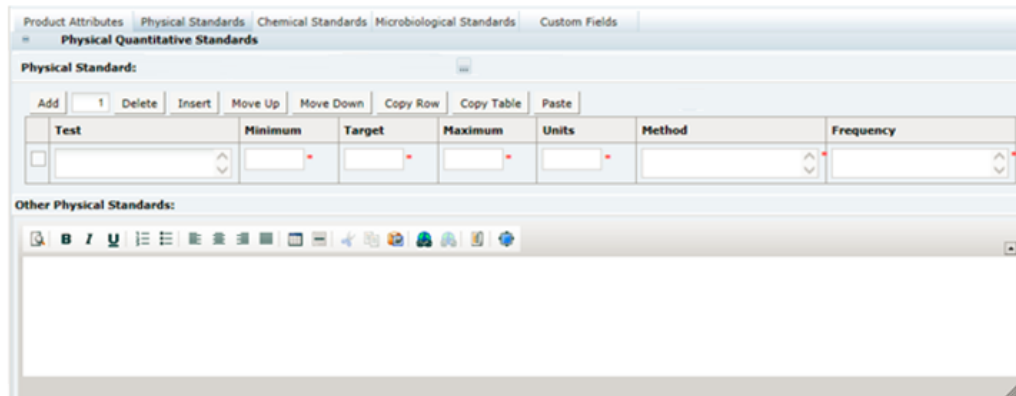 Product Attributes Physical Standards Chemical Standards Microbiological Standards Custom Fields
Physical Quantitative Standards
Physical Standard: ...
Add 1 Delete Insert Move Up Move Down Copy Row Copy Table Paste
Test Minimum Target Maximum Units Method Frequency
* * * * * *
Other Physical Standards:
B I U